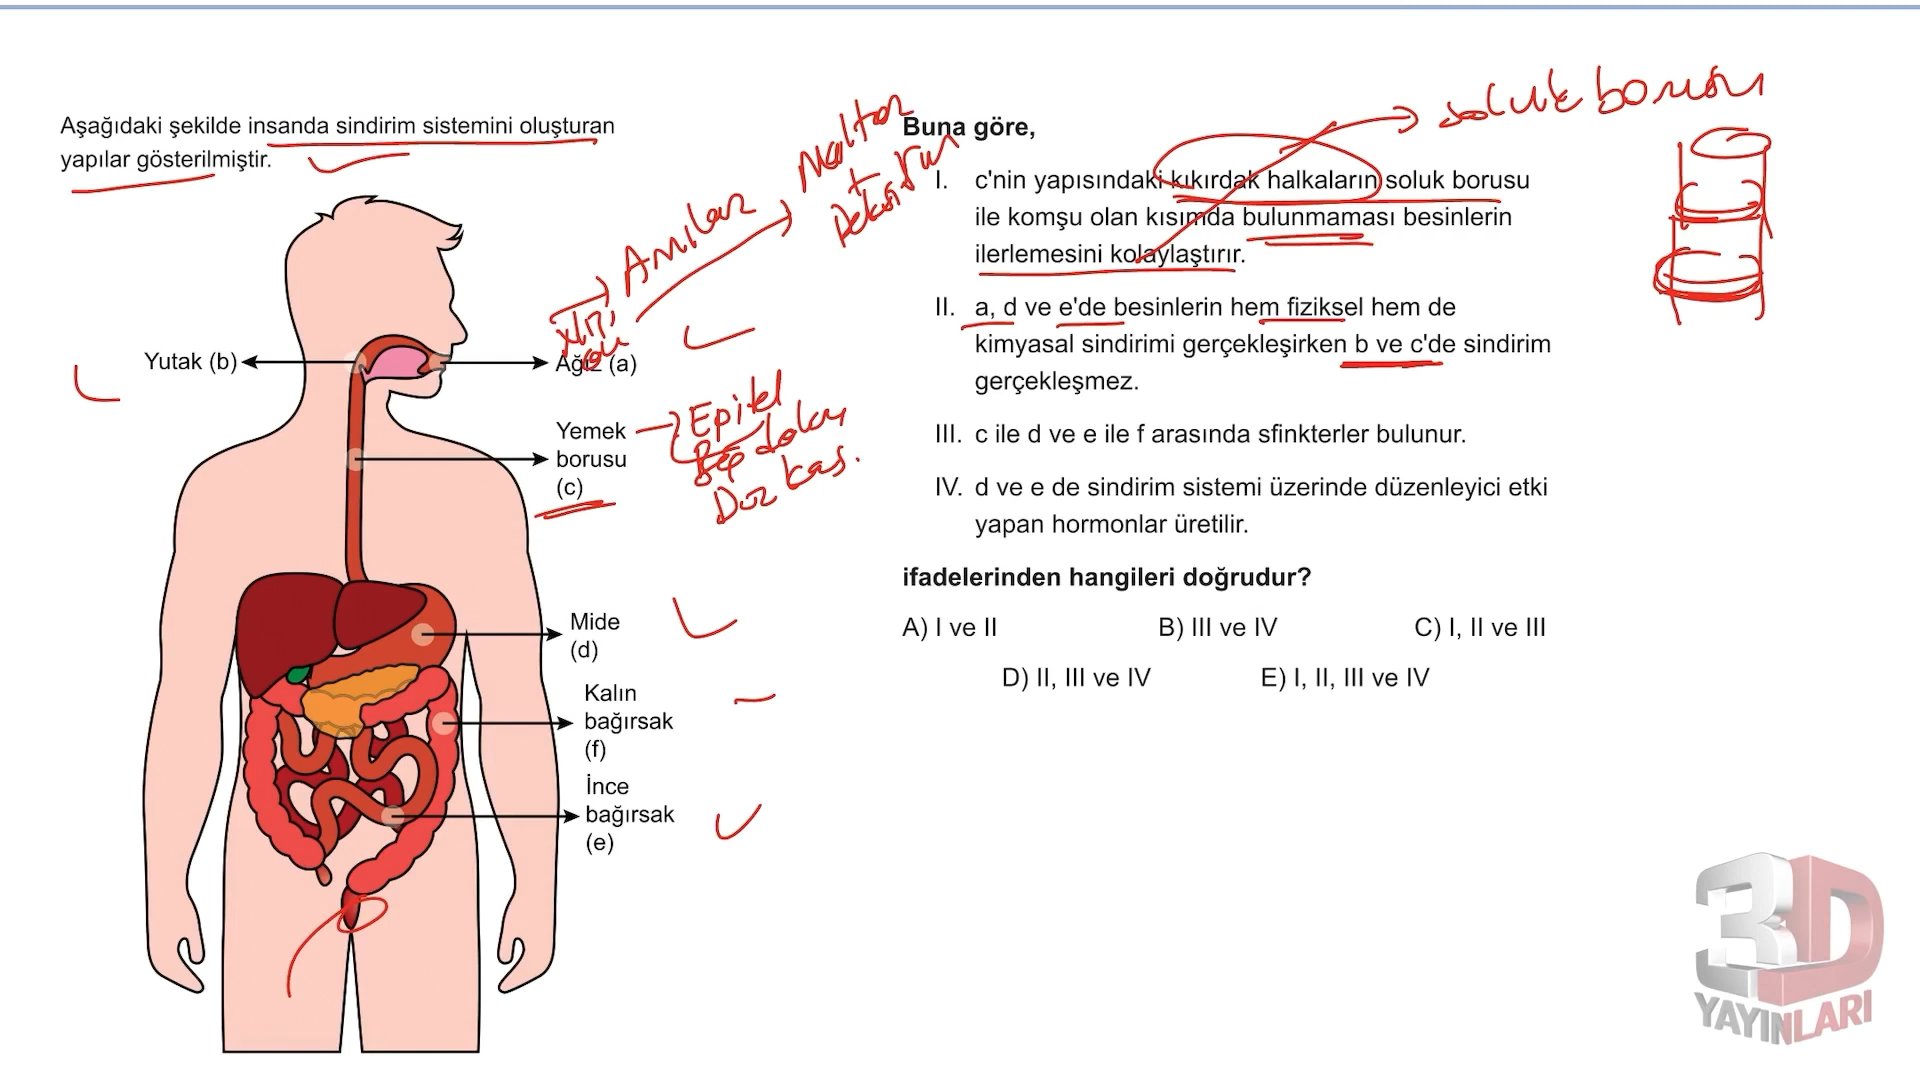 Aşağıdaki şekilde insanda sindirim sistemini oluşturan
yapılar gösterilmiştir.
Yutak (b)
Ağız (a)
Yemek
borusu
(c)
Mide
(d)
Kalın
bağırsak
(f)
İnce
bağırsak
(e)
Amilaz
Maltoz
+
Epitel
Bağ doku
Düz kas.
Buna göre,
soluk borusu
I. c'nin yapısındaki kıkırdak halkaların soluk borusu
ile komşu olan kısımda bulunmaması besinlerin
ilerlemesini kolaylaştırır.
II. a, d ve e'de besinlerin hem fiziksel hem de
kimyasal sindirimi gerçekleşirken b ve c'de sindirim
gerçekleşmez.
III. c ile d ve e ile f arasında sfinkterler bulunur.
IV. d ve e de sindirim sistemi üzerinde düzenleyici etki
yapan hormonlar üretilir.
ifadelerinden hangileri doğrudur?
A) I ve II B) III ve IV C) I, II ve III
D) II, III ve IV E) I, II, III ve IV
3D
YAYINLARI